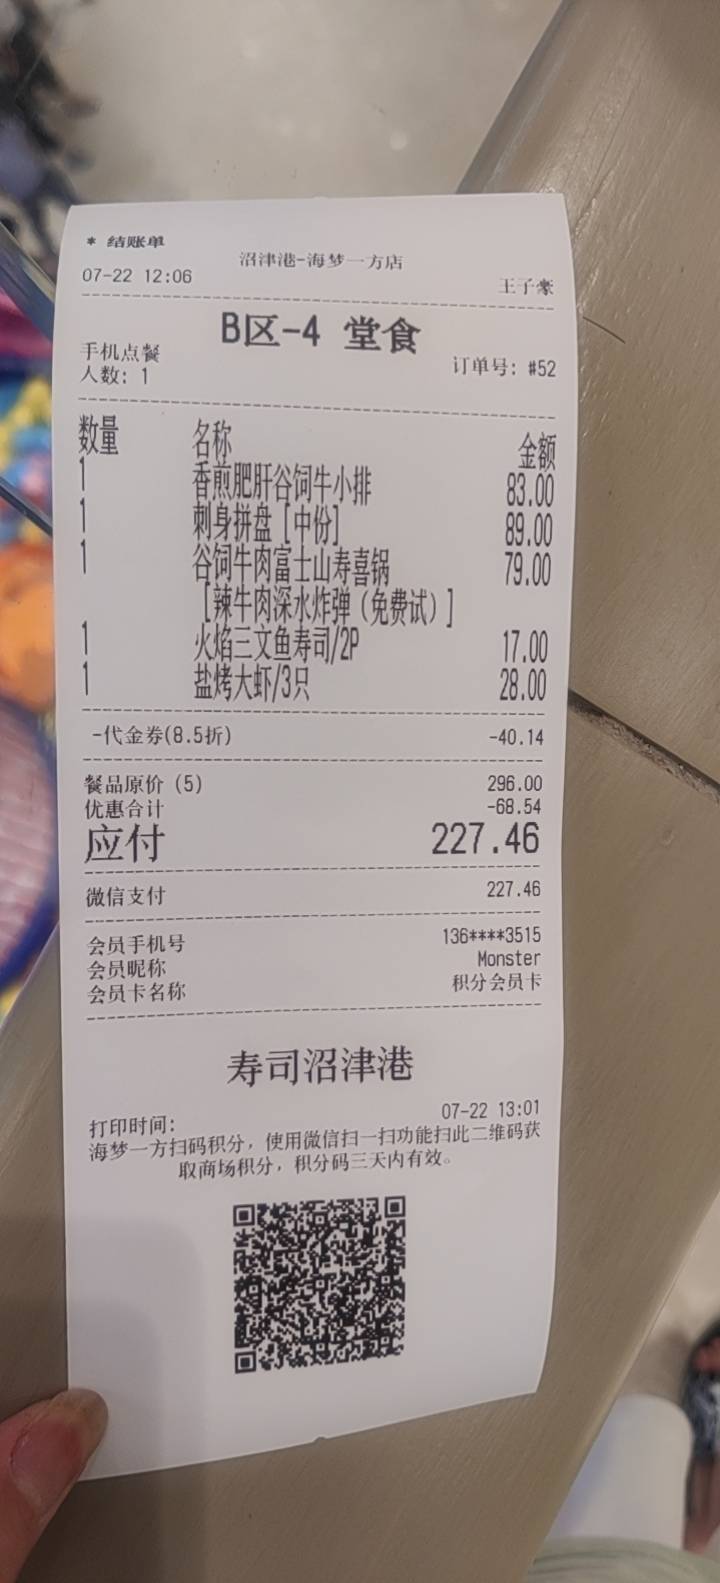 * 结账单
沼津港-海梦一方店
07-22 12:06 王子豪
B区-4 堂食
手机点餐
人数: 1 订单号: #52
数量 名称 金额
1 香煎肥肝谷饲牛小排 83.00
1 刺身拼盘[中份] 89.00
1 谷饲牛肉富士山寿喜锅 79.00
[辣牛肉深水炸弹（免费试）]
1 火焰三文鱼寿司/2P 17.00
1 盐烤大虾/3只 28.00
-代金券(8.5折) -40.14
餐品原价 (5) 296.00
优惠合计 -68.54
应付 227.46
微信支付 227.46
会员手机号 136****3515
会员昵称 Monster
会员卡名称 积分会员卡
寿司沼津港
打印时间: 07-22 13:01
海梦一方扫码积分，使用微信扫一扫功能扫此二维码获
取商场积分，积分码三天内有效。